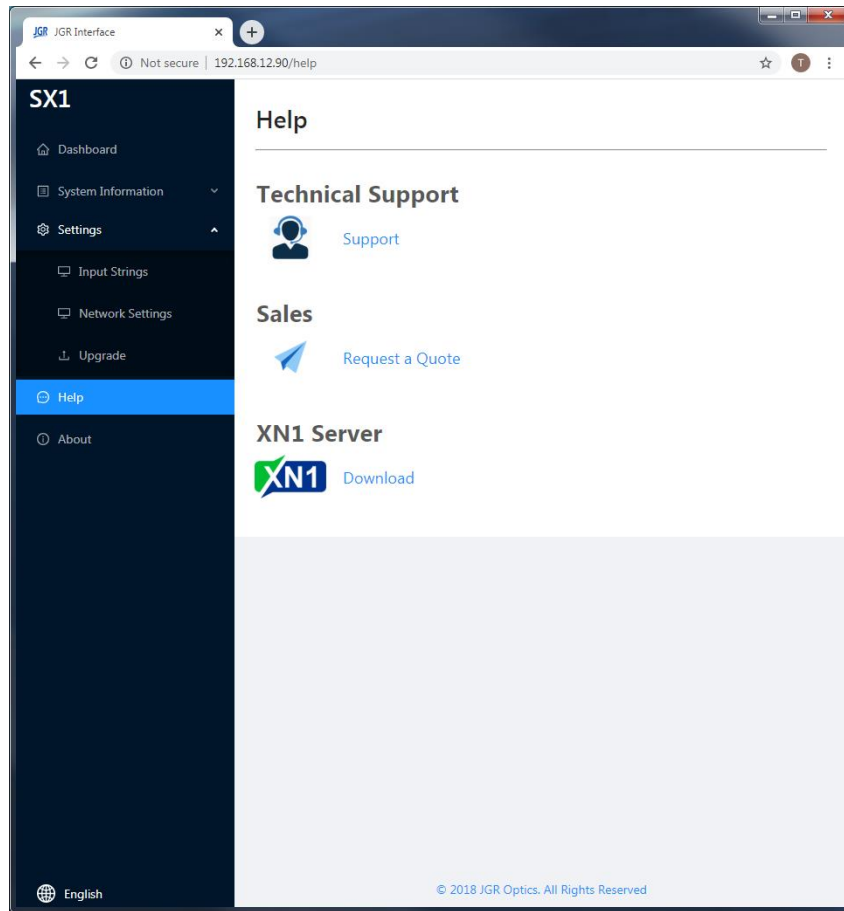 JGR JGR Interface
Not secure | 192.168.12.90/help
T
SX1
Dashboard
System Information
Settings
Input Strings
Network Settings
Upgrade
Help
About
English
Help
Technical Support
Support
Sales
Request a Quote
XN1 Server
XN1 Download
© 2018 JGR Optics. All Rights Reserved